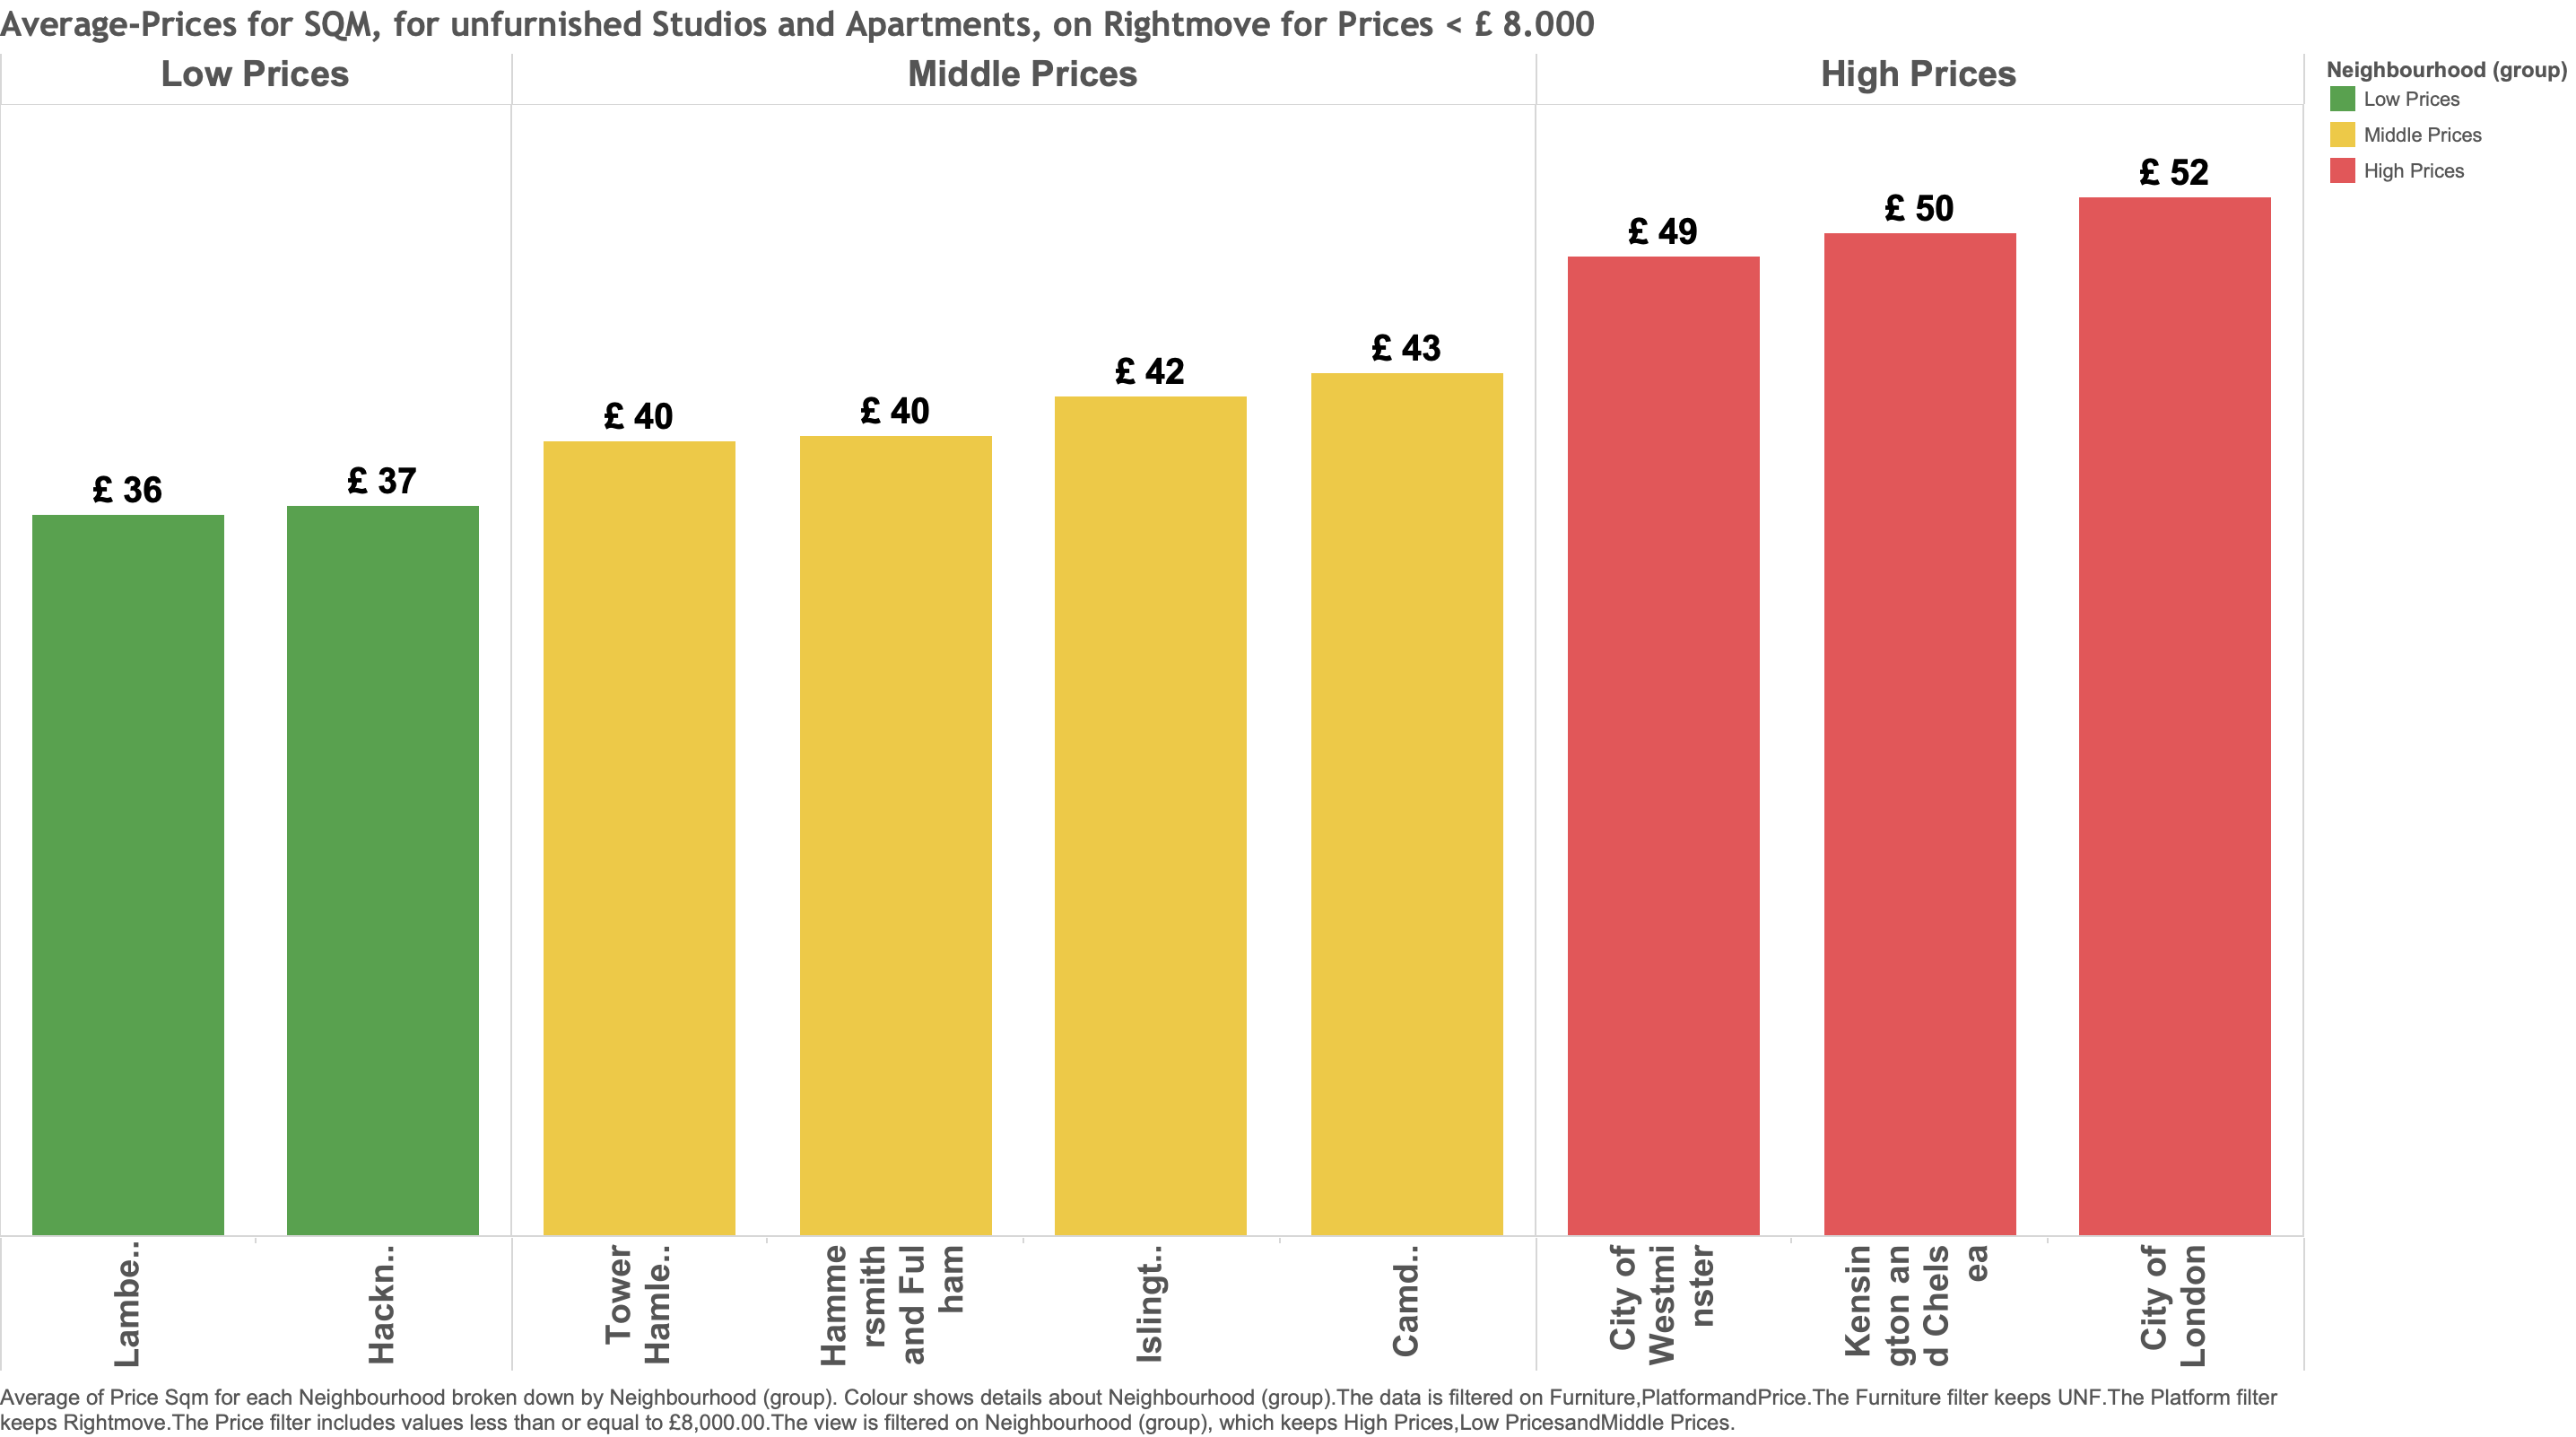 Average-Prices for SQM, for unfurnished Studios and Apartments, on Rightmove for Prices < £ 8.000
Low Prices
Middle Prices
High Prices
Neighbourhood (group)
Low Prices
Middle Prices
High Prices
£ 36
£ 37
£ 40
£ 40
£ 42
£ 43
£ 49
£ 50
£ 52
Lambe..
Hackn..
Tower
Hamle..
Hamme
rsmith
and Ful
ham
Islingt..
Camd..
City of
Westmi
nster
Kensin
gton an
d Chels
ea
City of
London
Average of Price Sqm for each Neighbourhood broken down by Neighbourhood (group). Colour shows details about Neighbourhood (group).The data is filtered on Furniture,PlatformandPrice.The Furniture filter keeps UNF.The Platform filter
keeps Rightmove.The Price filter includes values less than or equal to £8,000.00.The view is filtered on Neighbourhood (group), which keeps High Prices,Low PricesandMiddle Prices.